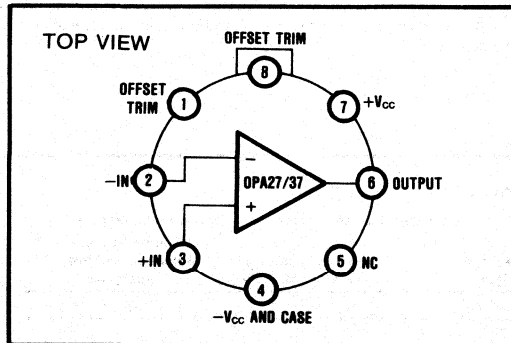 TOP VIEW
OFFSET TRIM
8
OFFSET
TRIM
1
7
+Vcc
-IN
2
−
OPA27/37
+
6
OUTPUT
+IN
3
5
NC
4
-Vcc AND CASE